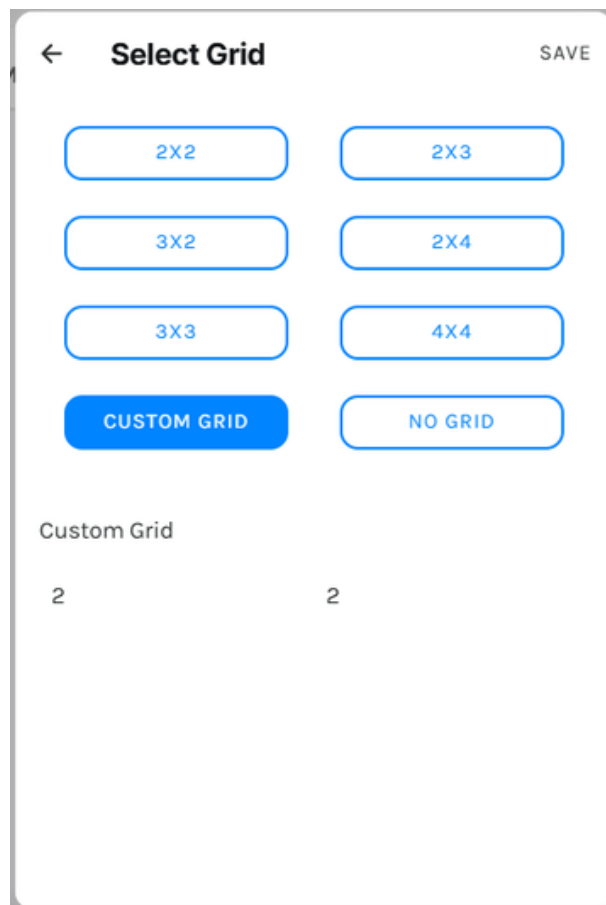 Select Grid SAVE
2X2 2X3
3X2 2X4
3X3 4X4
CUSTOM GRID NO GRID
Custom Grid
2 2